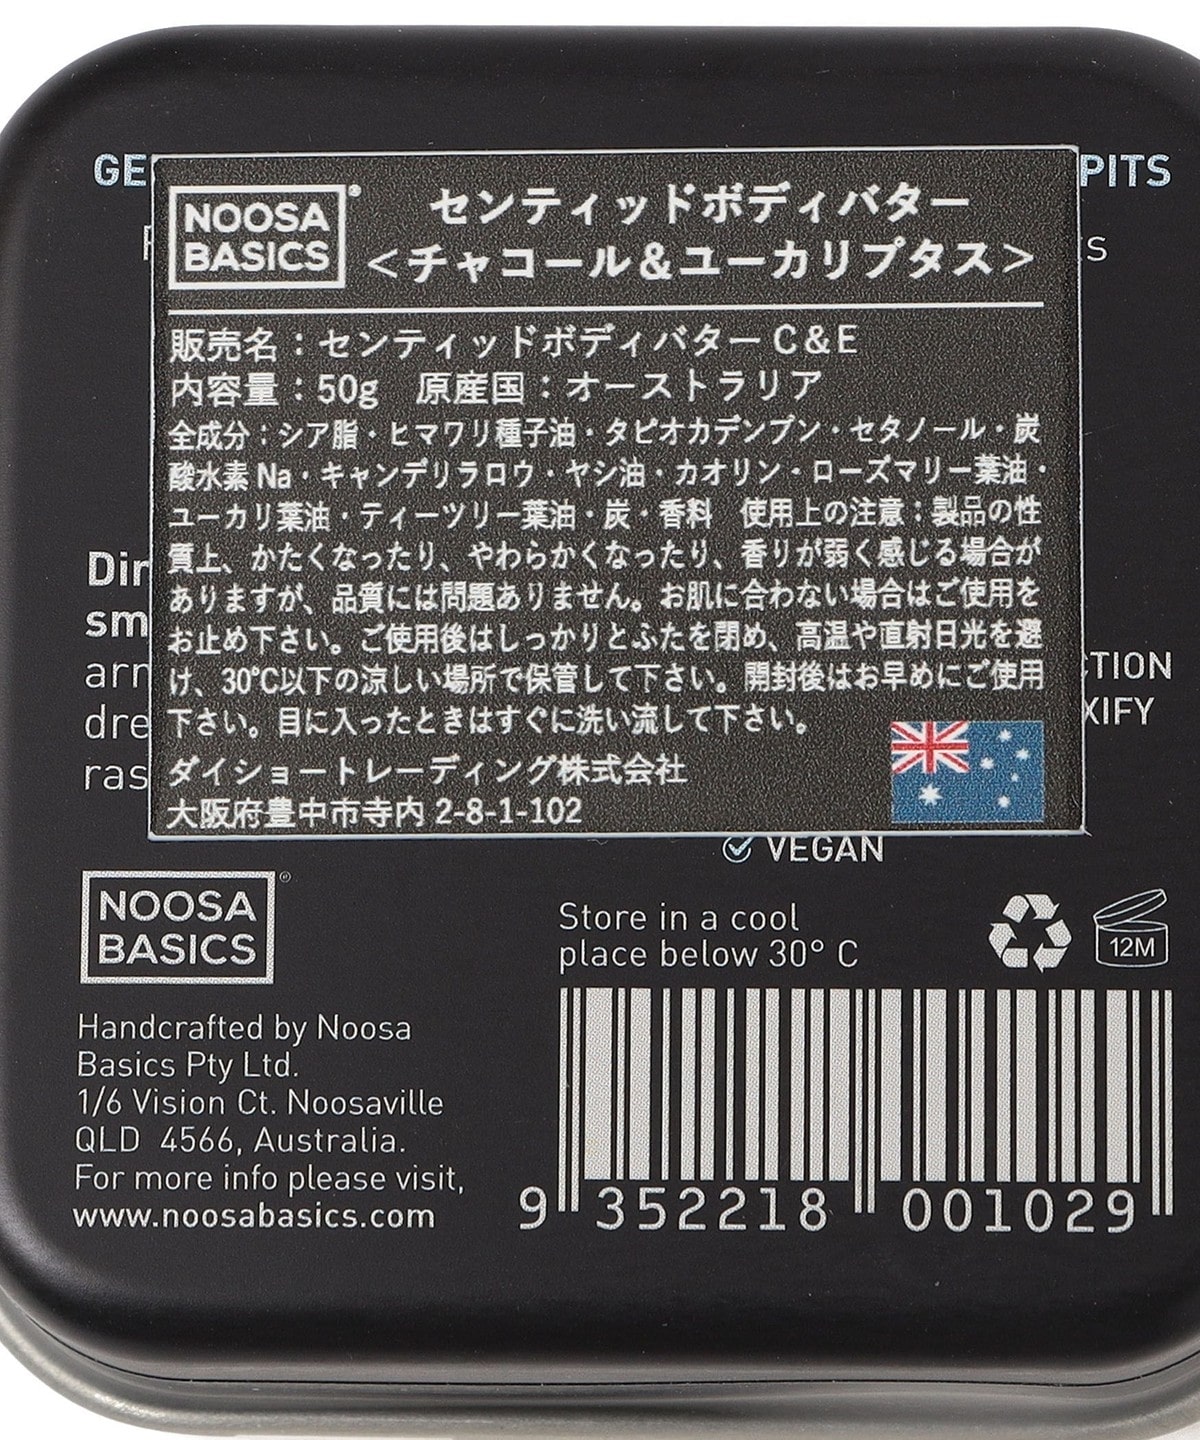 GE PITS
NOOSA
BASICS
センティッドボディバター
<チャコール&ユーカリプタス>
S
販売名：センティッドボディバター C&E
内容量：50g 原産国：オーストラリア
全成分：シア脂・ヒマワリ種子油・タピオカデンプン・セタノール・炭
酸水素 Na・キャンデリラロウ・ヤシ油・カオリン・ローズマリー葉油・
ユーカリ葉油・ティーツリー葉油・炭・香料 使用上の注意：製品の性
質上、かたくなったり、やわらかくなったり、香りが弱く感じる場合が
ありますが、品質には問題ありません。お肌に合わない場合はご使用を
お止め下さい。ご使用後はしっかりとふたを閉め、高温や直射日光を避
け、30°C以下の涼しい場所で保管して下さい。開封後はお早めにご使用
下さい。目に入ったときはすぐに洗い流して下さい。
ダイショートレーディング株式会社
大阪府豊中市寺内 2-8-1-102
Dir
sm
arm
dre
ras
CTION
XIFY
VEGAN
NOOSA
BASICS
Store in a cool
place below 30° C
12M
Handcrafted by Noosa
Basics Pty Ltd.
1/6 Vision Ct. Noosaville
QLD 4566, Australia.
For more info please visit,
www.noosabasics.com
9 352218 001029